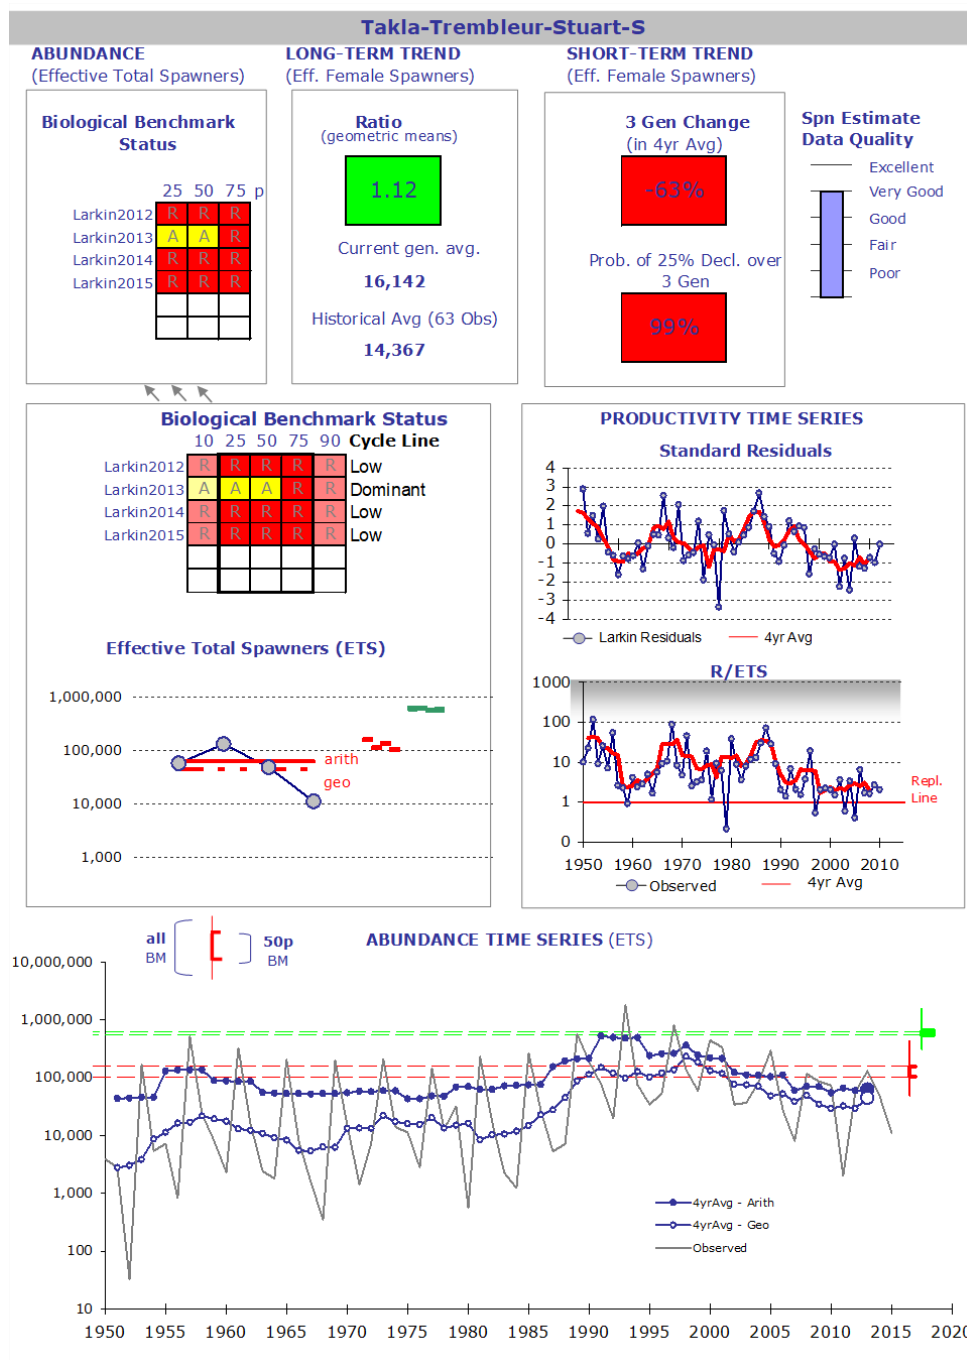 Takla-Trembleur-Stuart-S
ABUNDANCE
(Effective Total Spawners)
LONG-TERM TREND
(Eff. Female Spawners)
SHORT-TERM TREND
(Eff. Female Spawners)
Biological Benchmark
Status
25 50 75 p
Larkin2012 R R R
Larkin2013 A A R
Larkin2014 R R R
Larkin2015 R R R
Ratio
(geometric means)
1.12
Current gen. avg.
16,142
Historical Avg (63 Obs)
14,367
3 Gen Change
(in 4yr Avg)
-63%
Prob. of 25% Decl. over
3 Gen
99%
Spn Estimate
Data Quality
Excellent
Very Good
Good
Fair
Poor
Biological Benchmark Status
10 25 50 75 90 Cycle Line
Larkin2012 R R R R R Low
Larkin2013 A A A R R Dominant
Larkin2014 R R R R R Low
Larkin2015 R R R R R Low
Effective Total Spawners (ETS)
1,000,000
100,000
10,000
1,000
arith
geo
PRODUCTIVITY TIME SERIES
Standard Residuals
4
3
2
1
0
-1
-2
-3
-4
Larkin Residuals 4yr Avg
R/ETS
1000
100
10
1
0
Repl.
Line
1950 1960 1970 1980 1990 2000 2010
Observed 4yr Avg
all
BM
50p
BM
ABUNDANCE TIME SERIES (ETS)
10,000,000
1,000,000
100,000
10,000
1,000
100
10
4yrAvg - Arith
4yrAvg - Geo
Observed
1950 1955 1960 1965 1970 1975 1980 1985 1990 1995 2000 2005 2010 2015 2020